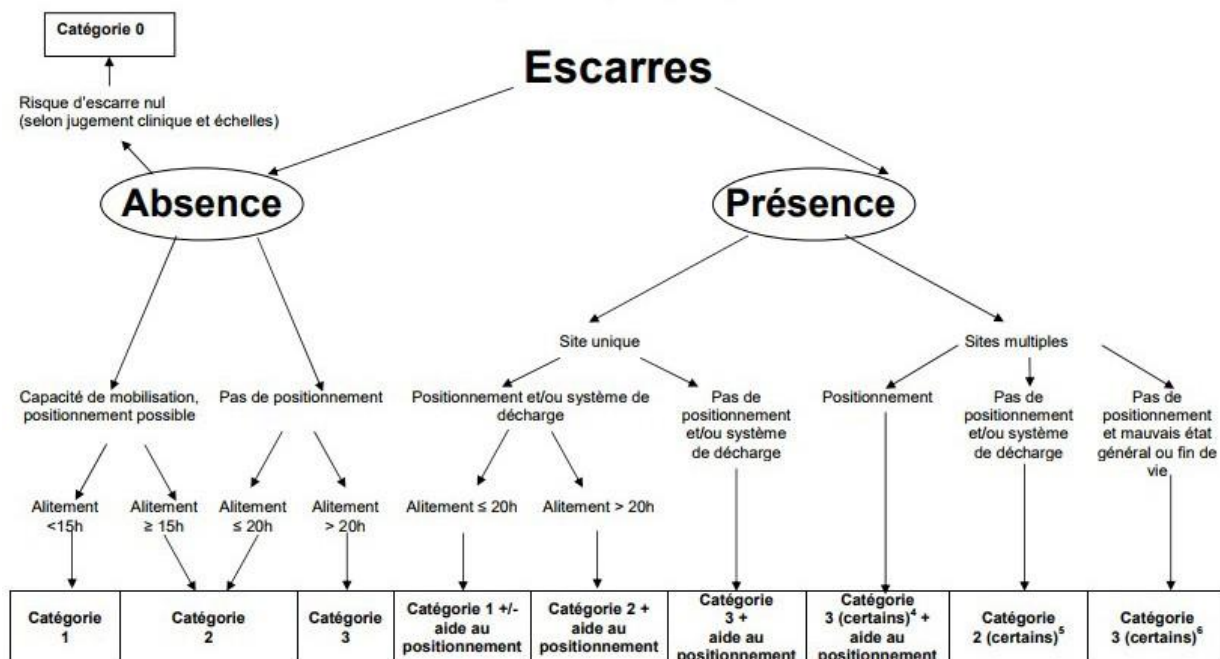 Catégorie 0
Escarres
Risque d'escarre nul
(selon jugement clinique et échelles)
Absence
Présence
Site unique
Sites multiples
Capacité de mobilisation,
positionnement possible
Pas de positionnement
Positionnement et/ou système de
décharge
Pas de
positionnement
et/ou système
de décharge
Positionnement
Pas de
positionnement
et/ou système de
décharge
Pas de
positionnement
et mauvais état
général ou fin de
vie
Alitement
<15h
Alitement
≥ 15h
Alitement
≤ 20h
Alitement
> 20h
Alitement ≤ 20h
Alitement > 20h
Catégorie
1
Catégorie
2
Catégorie
3
Catégorie 1 +/-
aide au
positionnement
Catégorie 2 +
aide au
positionnement
Catégorie
3 +
aide au
positionnement
Catégorie
3 (certains)⁴ +
aide au
positionnement
Catégorie
2 (certains)⁵
Catégorie
3 (certains)⁶